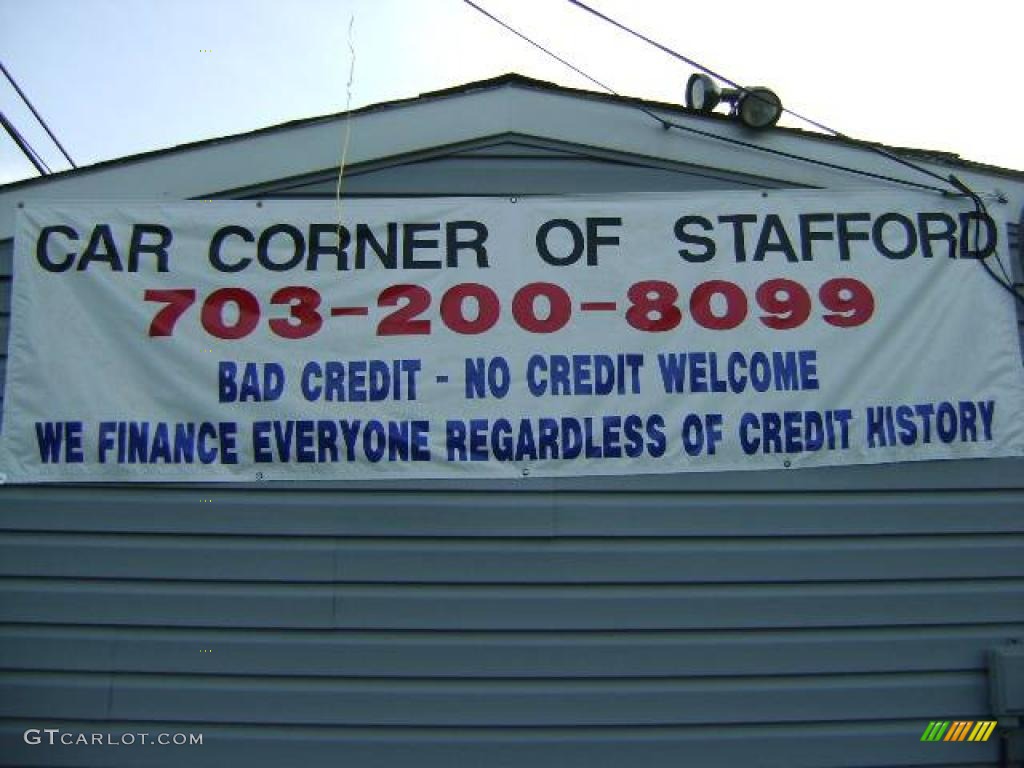 CAR CORNER OF STAFFORD
703-200-8099
BAD CREDIT - NO CREDIT WELCOME
WE FINANCE EVERYONE REGARDLESS OF CREDIT HISTORY
GTCARLOT.COM